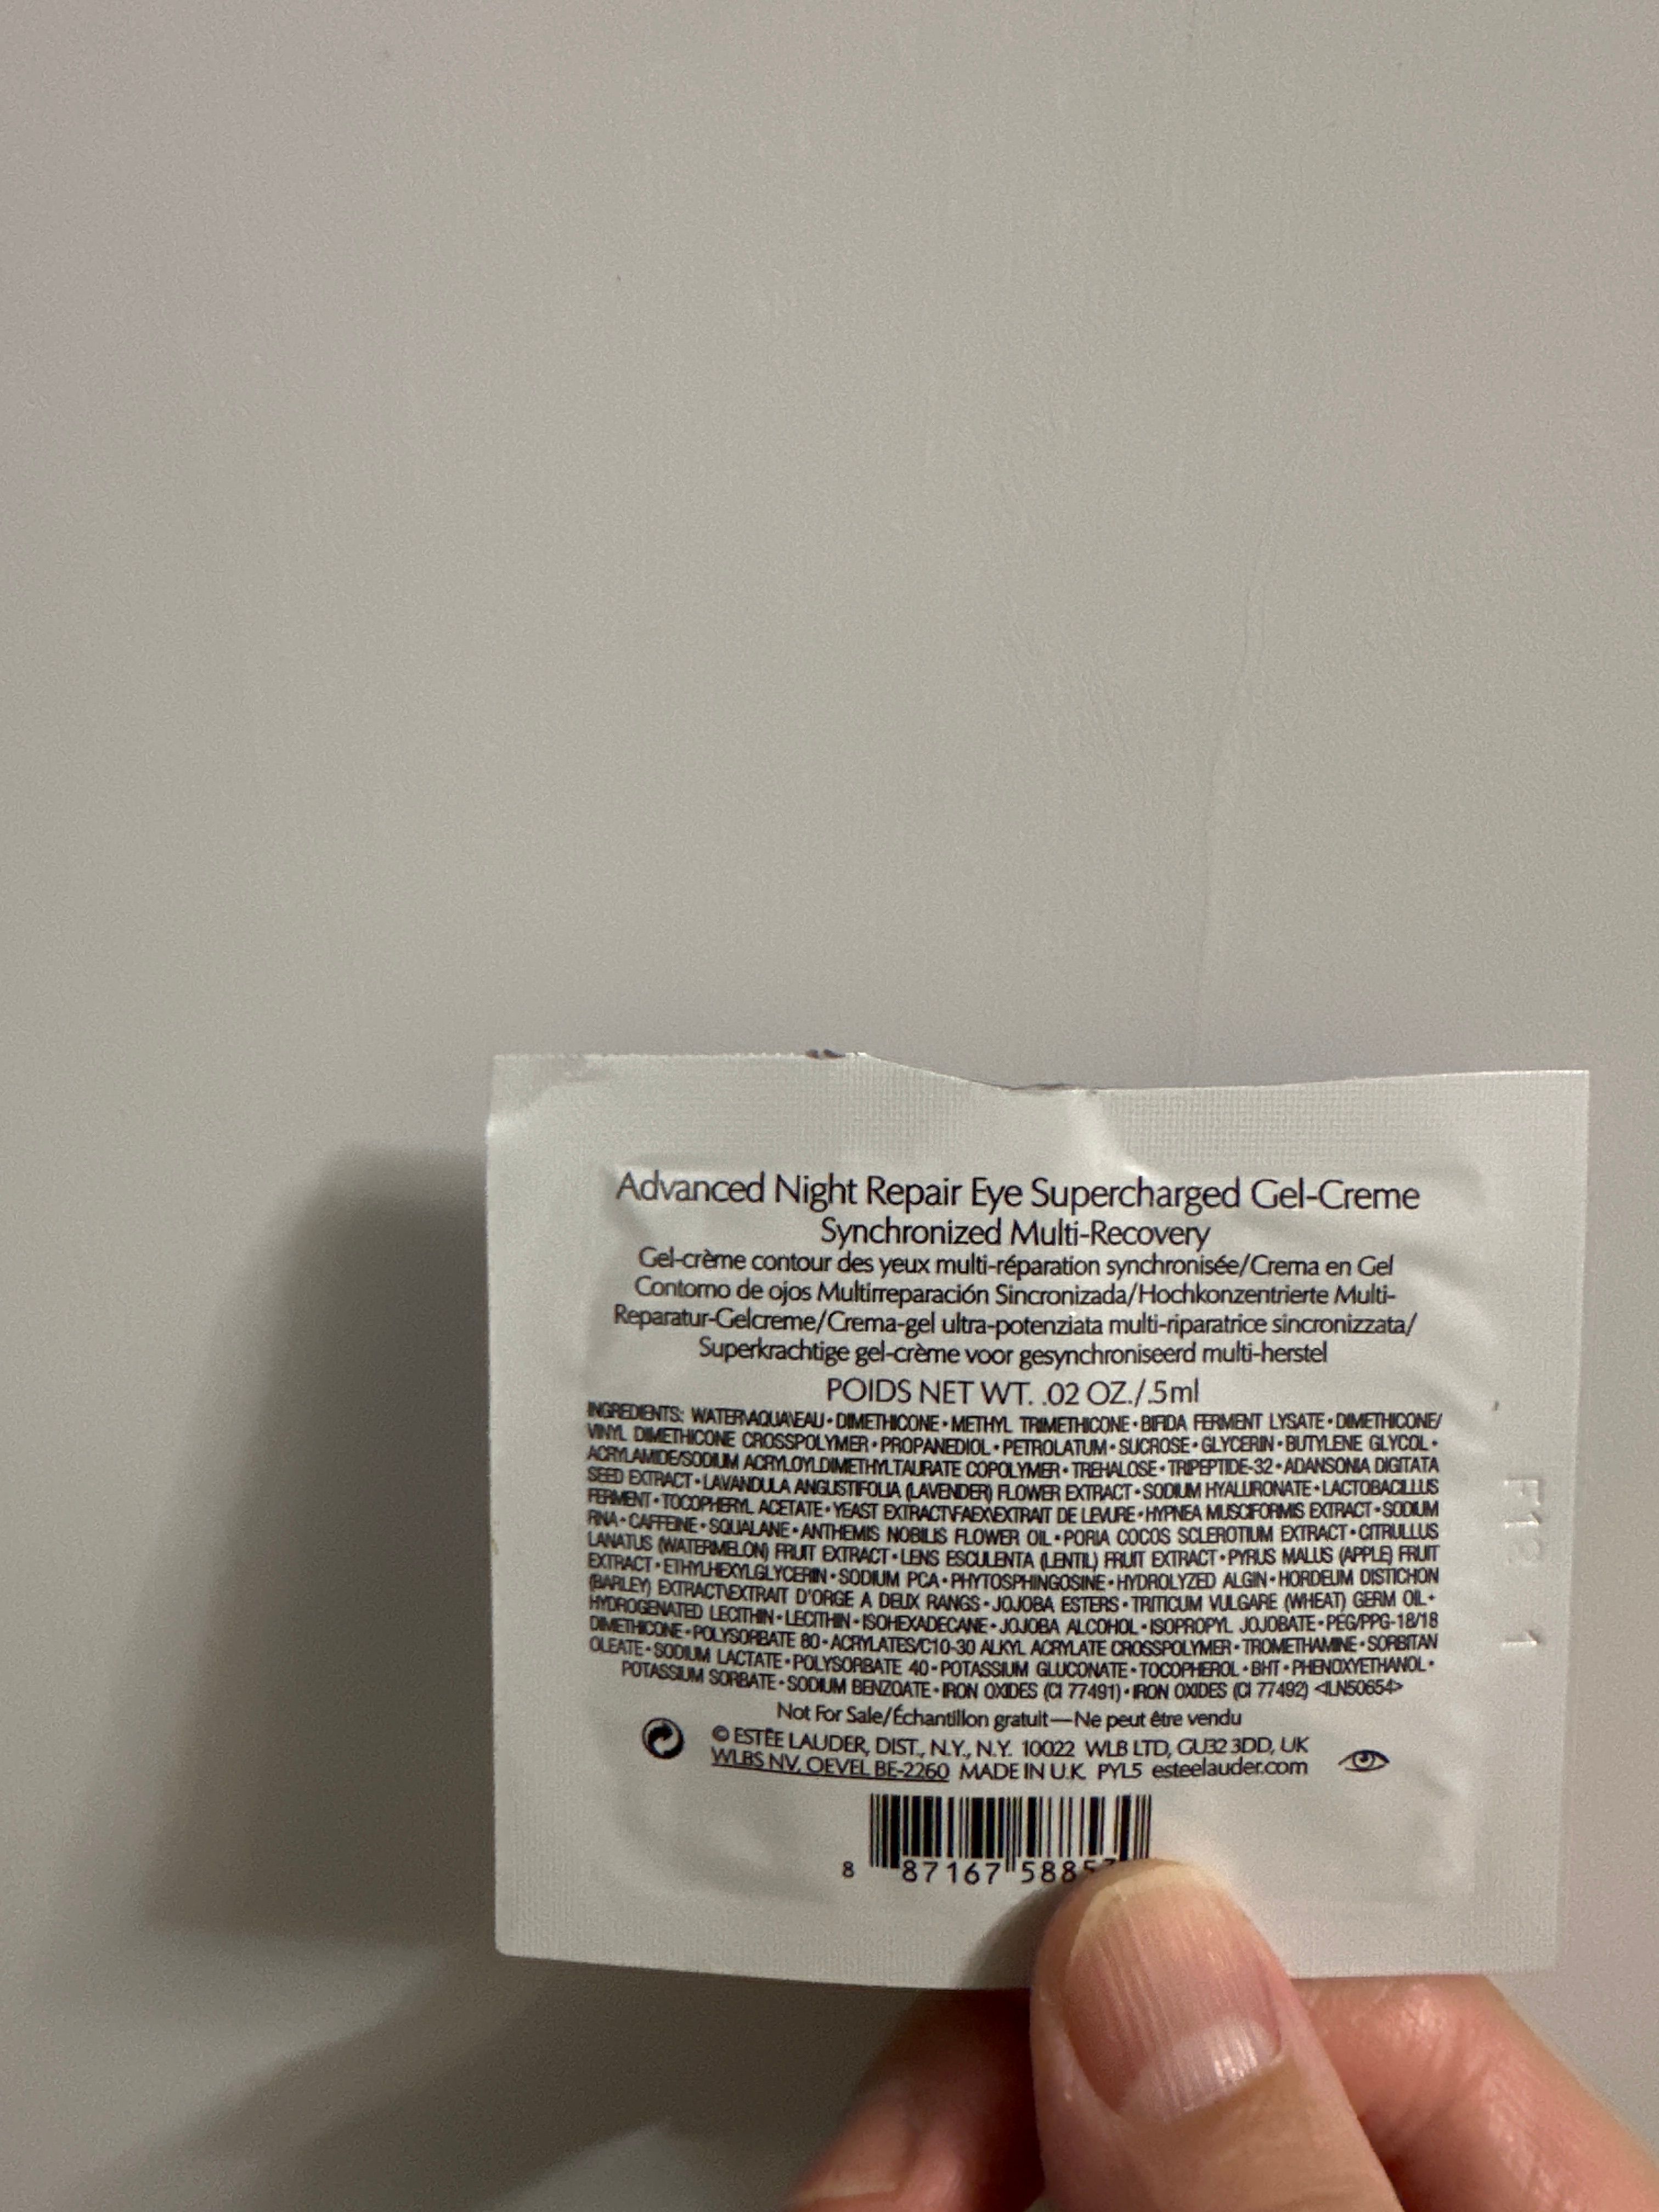 Advanced Night Repair Eye Supercharged Gel-Creme
Synchronized Multi-Recovery
Gel-crème contour des yeux multi-réparation synchronisée/Crema en Gel
Contorno de ojos Multirreparación Sincronizada/Hochkonzentrierte Multi-
Reparatur-Gelcreme/Crema-gel ultra-potenziata multi-riparatrice sincronizzata/
Superkrachtige gel-crème voor gesynchroniseerd multi-herstel
POIDS NET WT. .02 OZ./.5ml
INGREDIENTS: WATER\AQUA\EAU • DIMETHICONE • METHYL TRIMETHICONE • BIFIDA FERMENT LYSATE • DIMETHICONE/
VINYL DIMETHICONE CROSSPOLYMER • PROPANEDIOL • PETROLATUM • SUCROSE • GLYCERIN • BUTYLENE GLYCOL •
ACRYLAMIDE/SODIUM ACRYLOYLDIMETHYLTAURATE COPOLYMER • TREHALOSE • TRIPEPTIDE-32 • ADANSONIA DIGITATA
SEED EXTRACT • LAVANDULA ANGUSTIFOLIA (LAVENDER) FLOWER EXTRACT • SODIUM HYALURONATE • LACTOBACILLUS
FERMENT • TOCOPHERYL ACETATE • YEAST EXTRACT\FAEX\EXTRAIT DE LEVURE • HYPNEA MUSCIFORMIS EXTRACT • SODIUM
RNA • CAFFEINE • SQUALANE • ANTHEMIS NOBILIS FLOWER OIL • PORIA COCOS SCLEROTIUM EXTRACT • CITRULLUS
LANATUS (WATERMELON) FRUIT EXTRACT • LENS ESCULENTA (LENTIL) FRUIT EXTRACT • PYRUS MALUS (APPLE) FRUIT
EXTRACT • ETHYLHEXYLGLYCERIN • SODIUM PCA • PHYTOSPHINGOSINE • HYDROLYZED ALGIN • HORDEUM DISTICHON
(BARLEY) EXTRACT\EXTRAIT D'ORGE A DEUX RANGS • JOJOBA ESTERS • TRITICUM VULGARE (WHEAT) GERM OIL •
HYDROGENATED LECITHIN • LECITHIN • ISOHEXADECANE • JOJOBA ALCOHOL • ISOPROPYL JOJOBATE • PEG/PPG-18/18
DIMETHICONE • POLYSORBATE 80 • ACRYLATES/C10-30 ALKYL ACRYLATE CROSSPOLYMER • TROMETHAMINE • SORBITAN
OLEATE • SODIUM LACTATE • POLYSORBATE 40 • POTASSIUM GLUCONATE • TOCOPHEROL • BHT • PHENOXYETHANOL •
POTASSIUM SORBATE • SODIUM BENZOATE • IRON OXIDES (CI 77491) • IRON OXIDES (CI 77492) <ILN50654>
Not For Sale/Échantillon gratuit—Ne peut être vendu
© ESTĒE LAUDER, DIST., N.Y., N.Y. 10022 WLB LTD, GU32 3DD, UK
WLBS NV, OEVEL BE-2260 MADE IN U.K. PYL5 esteelauder.com
8 87167 5885